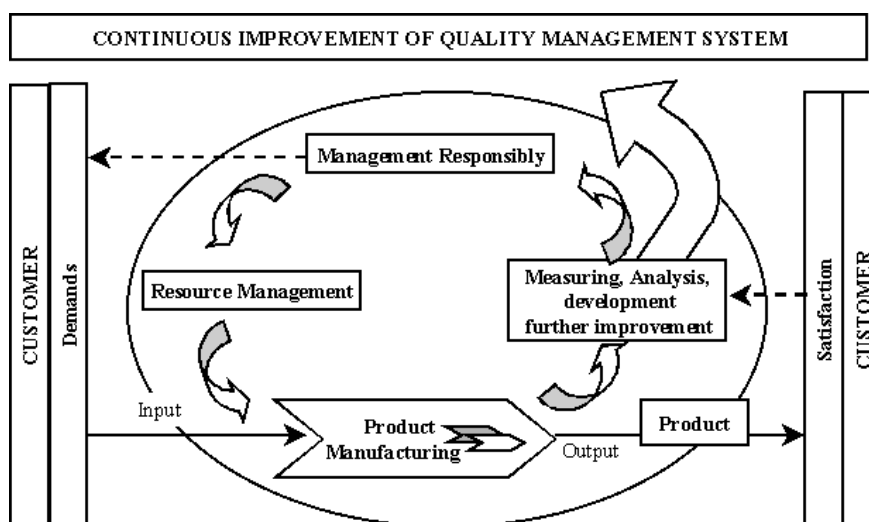 CONTINUOUS IMPROVEMENT OF QUALITY MANAGEMENT SYSTEM
CUSTOMER
Demands
Management Responsibly
Resource Management
Measuring, Analysis,
development
further improvement
Satisfaction
CUSTOMER
Input
Product
Manufacturing
Output
Product